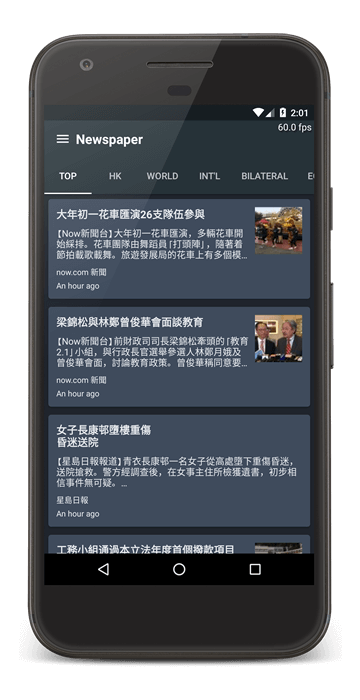 2:01
60.0 fps
Newspaper
TOP HK WORLD INT'L BILATERAL
大年初一花車匯演26支隊伍參與
【Now新聞台】大年初一花車匯演，多輛花車開
始綵排。花車團隊由舞蹈員「打頭陣」，隨著着
節拍載歌載舞。旅遊發展局的花車上有多個模...
now.com 新聞
An hour ago
梁錦松與林鄭曾俊華會面談教育
【Now新聞台】前財政司司長梁錦松牽頭的「教育
2.1」小組，與行政長官選舉參選人林鄭月娥及
曾俊華會面，討論教育政策。曾俊華稱同意要...
now.com 新聞
An hour ago
女子長康邨墮樓重傷
昏迷送院
【星島日報報道】青衣長康邨一名女子從高處墮下重傷昏迷，
送院搶救。警方經調查後，在女事主住所檢獲遺書，初步相
信事件無可疑。...
星島日報
An hour ago
工務小組通過本立法年度首個撥款項目